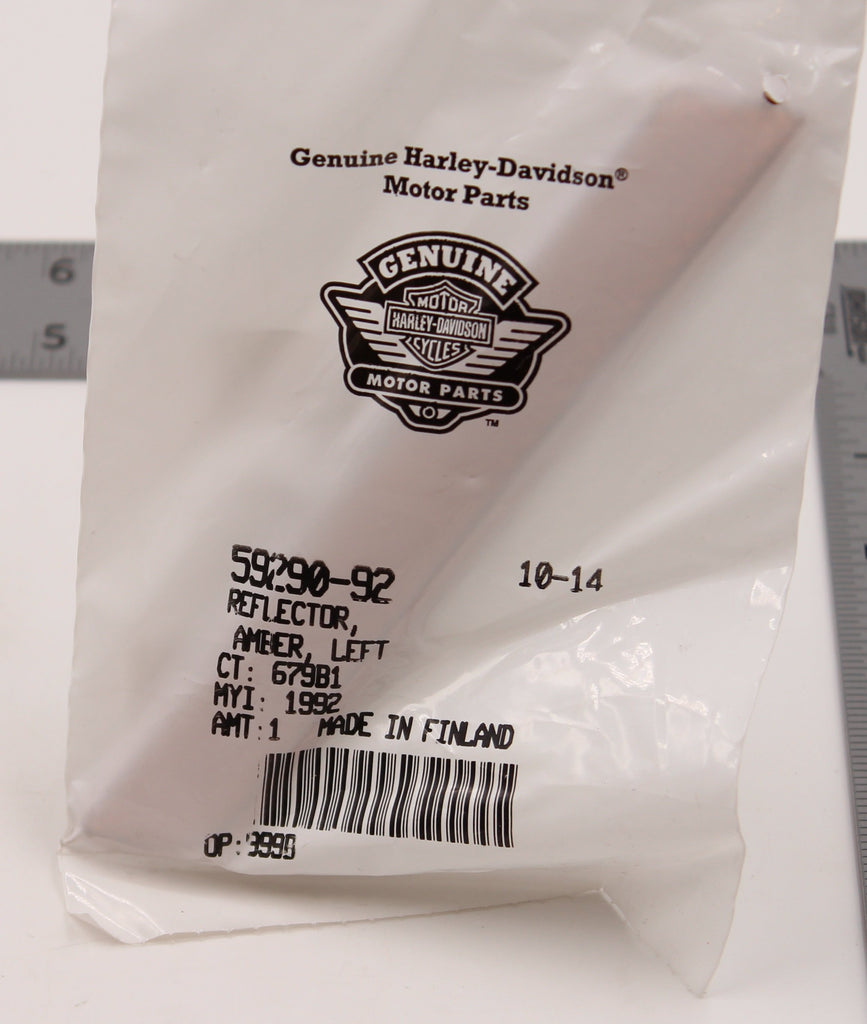 Genuine Harley-Davidson®
Motor Parts
GENUINE
MOTOR
HARLEY-DAVIDSON
CYCLES
MOTOR PARTS
TM
6
5
59290-92
10-14
REFLECTOR,
AMBER, LEFT
CT: 679B1
MYI: 1992
AMT:1 MADE IN FINLAND
OP:9999